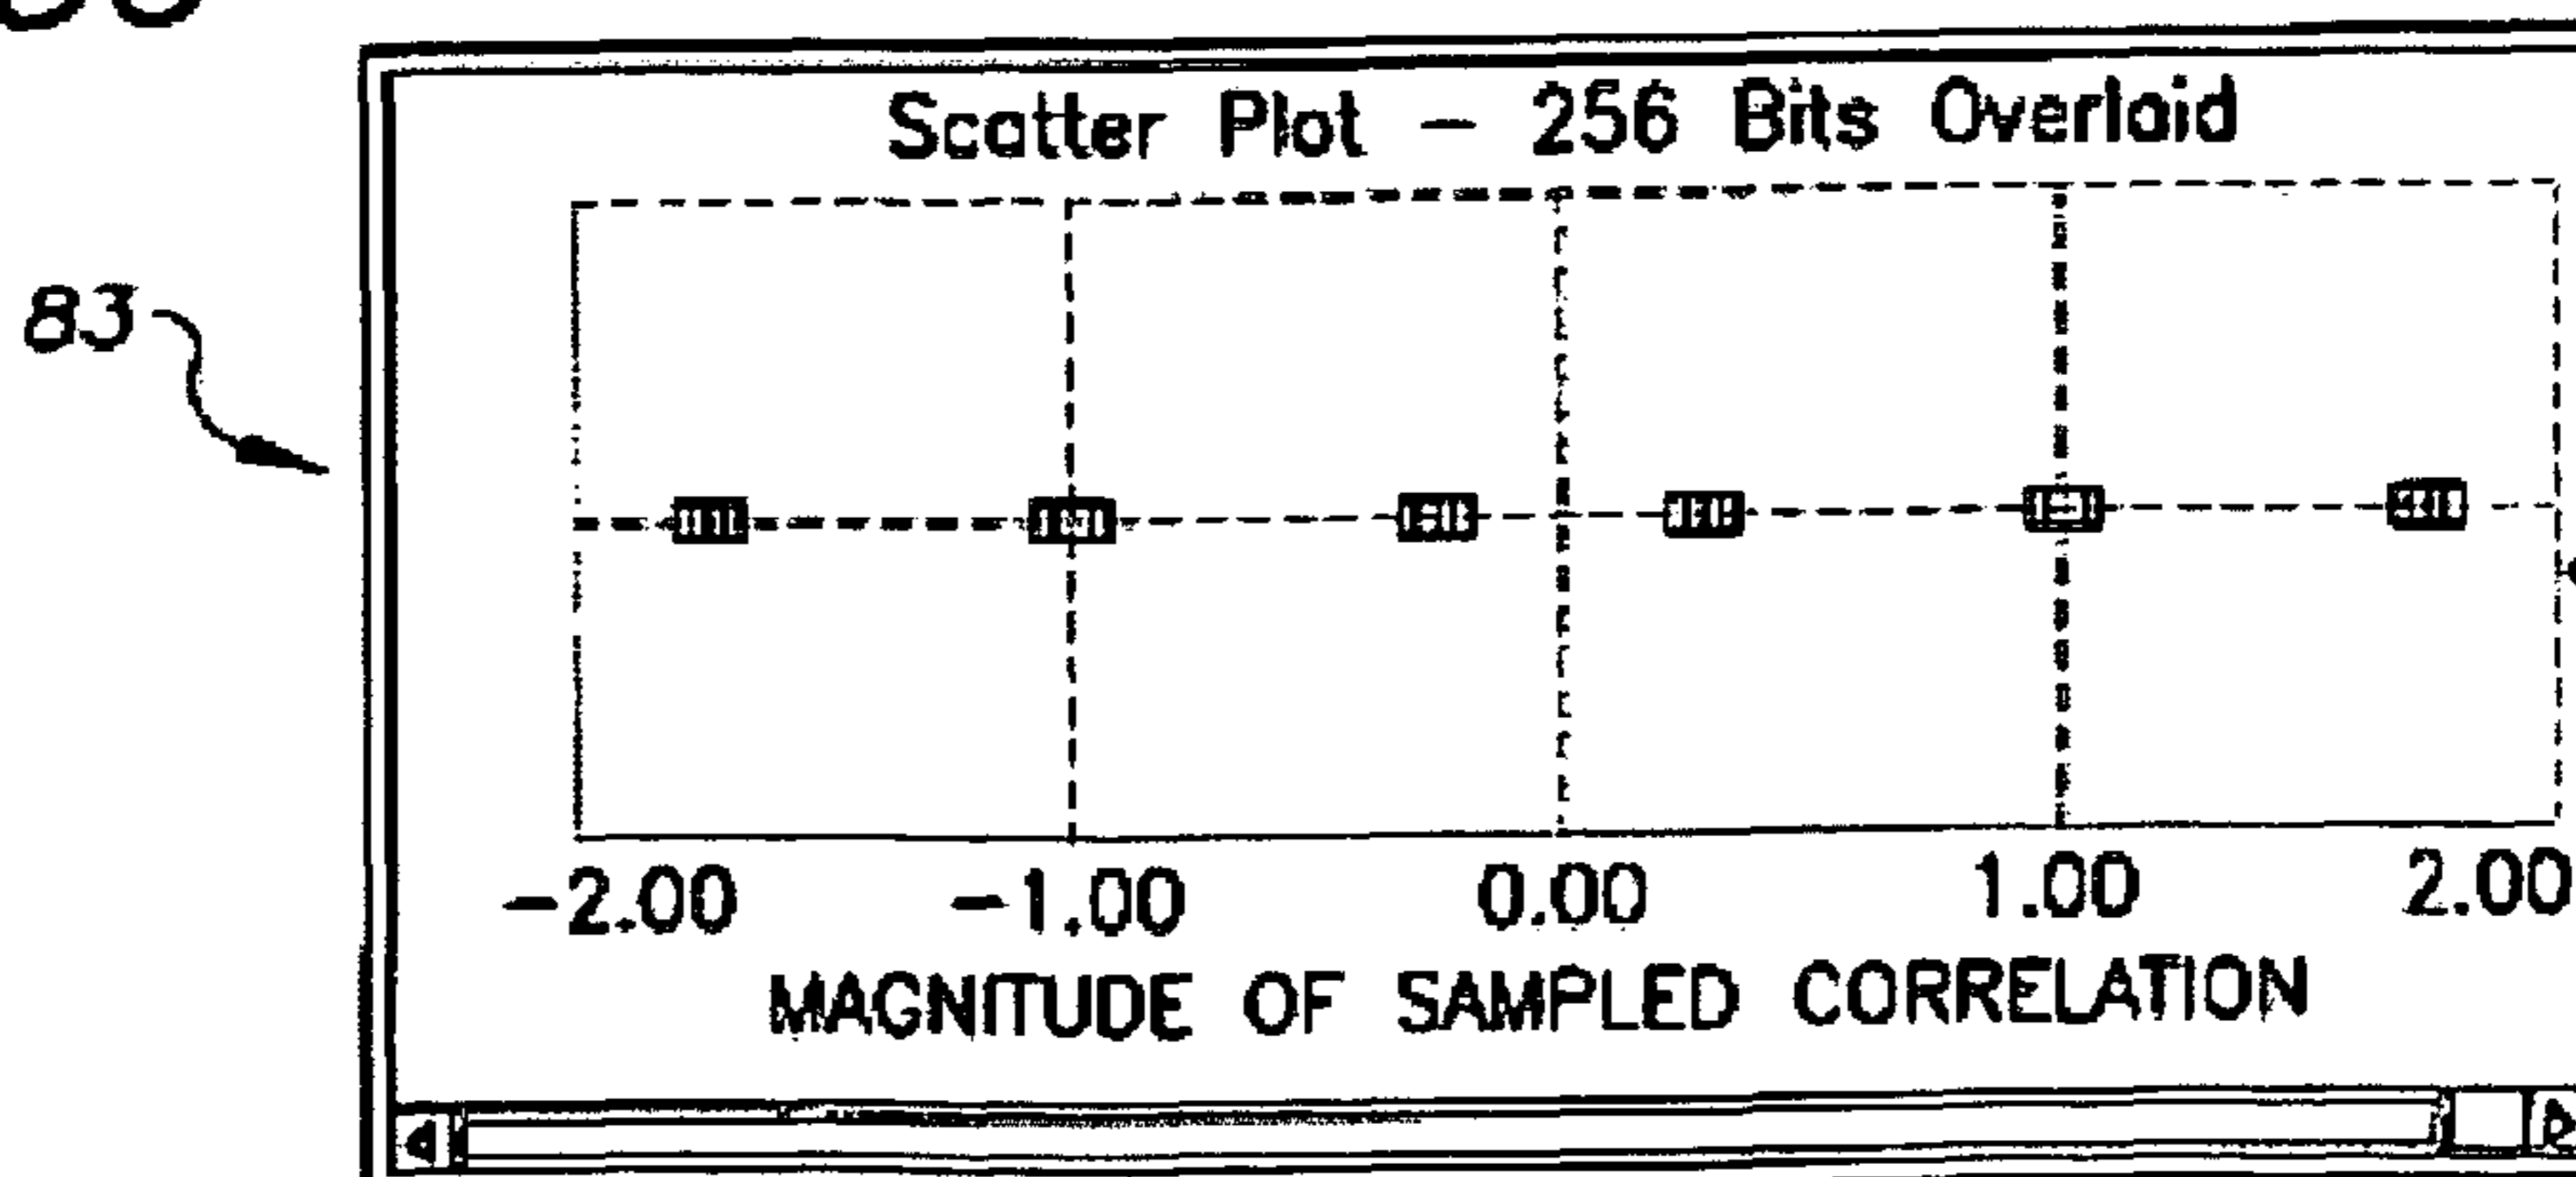 Scatter Plot – 256 Bits Overlaid
83
-2.00 -1.00 0.00 1.00 2.00
MAGNITUDE OF SAMPLED CORRELATION